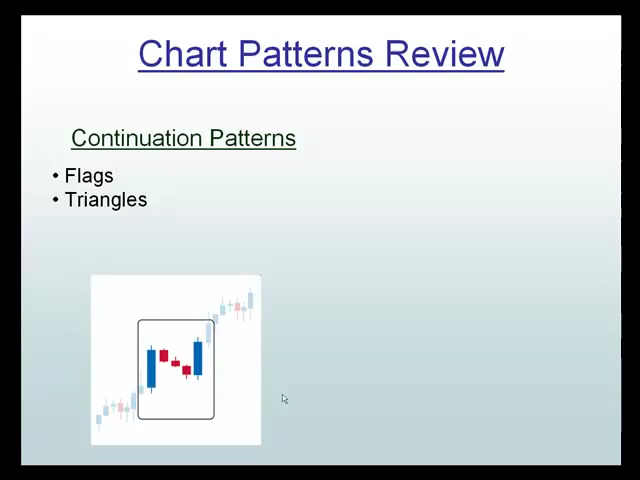 Chart Patterns Review
Continuation Patterns
• Flags
• Triangles